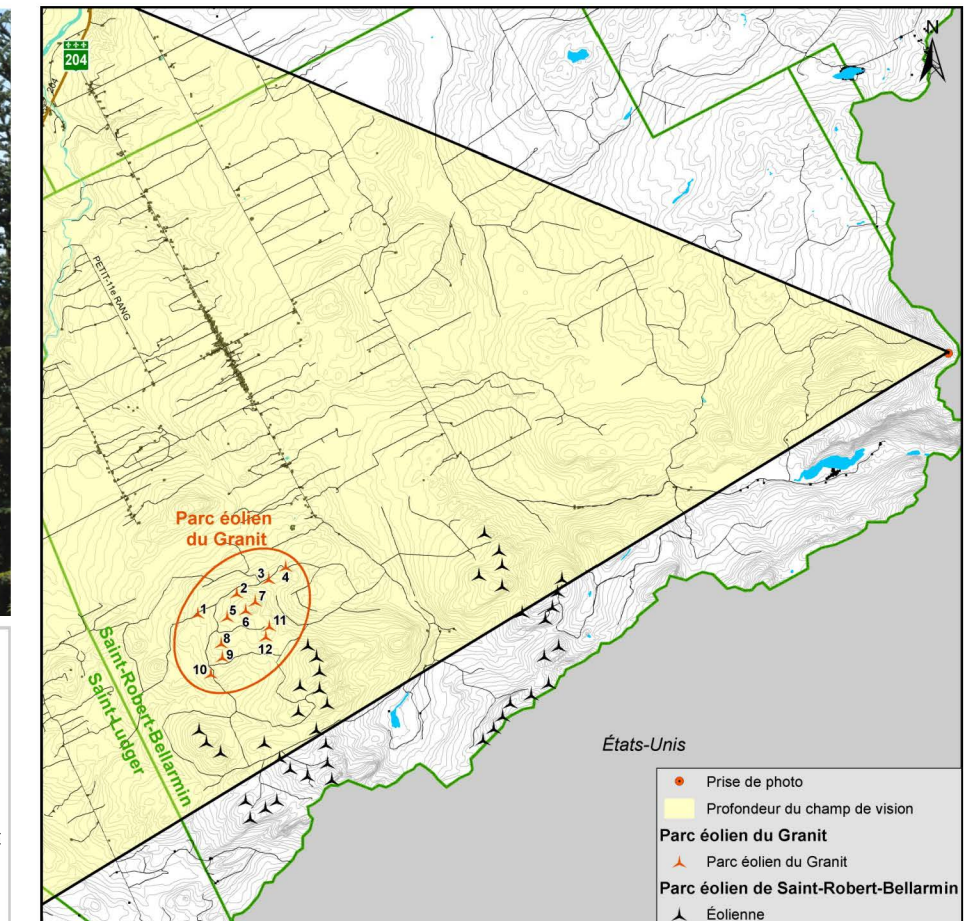 N
204
204
PETIT-11e RANG
Parc éolien
du Granit
3
4
2
7
1
5
6
11
8
12
9
10
Saint-Robert-Bellarmin
Saint-Ludger
États-Unis
Prise de photo
Profondeur du champ de vision
Parc éolien du Granit
Parc éolien du Granit
Parc éolien de Saint-Robert-Bellarmin
Éolienne